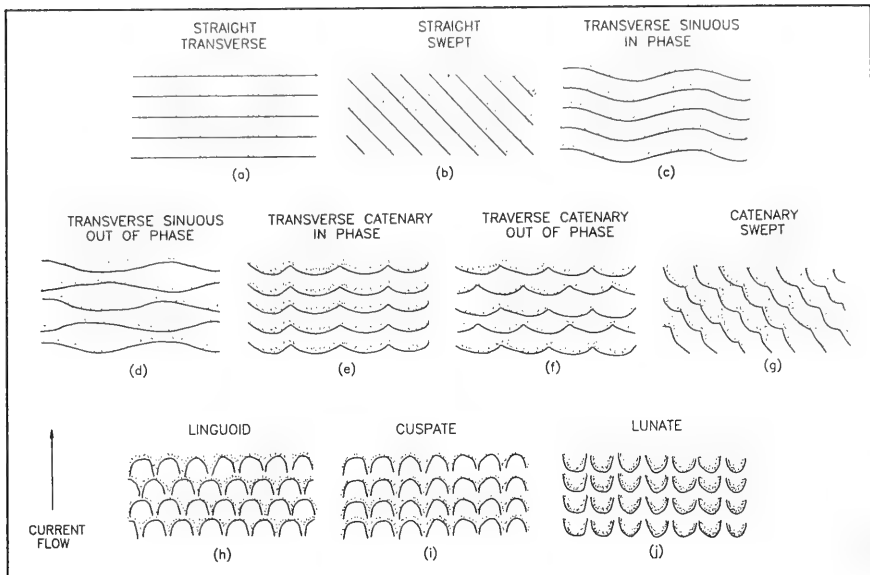 STRAIGHT
TRANSVERSE
STRAIGHT
SWEPT
TRANSVERSE SINUOUS
IN PHASE
(a)
(b)
(c)
TRANSVERSE SINUOUS
OUT OF PHASE
TRANSVERSE CATENARY
IN PHASE
TRAVERSE CATENARY
OUT OF PHASE
CATENARY
SWEPT
(d)
(e)
(f)
(g)
LINGUOID
CUSPATE
LUNATE
CURRENT
FLOW
(h)
(i)
(j)